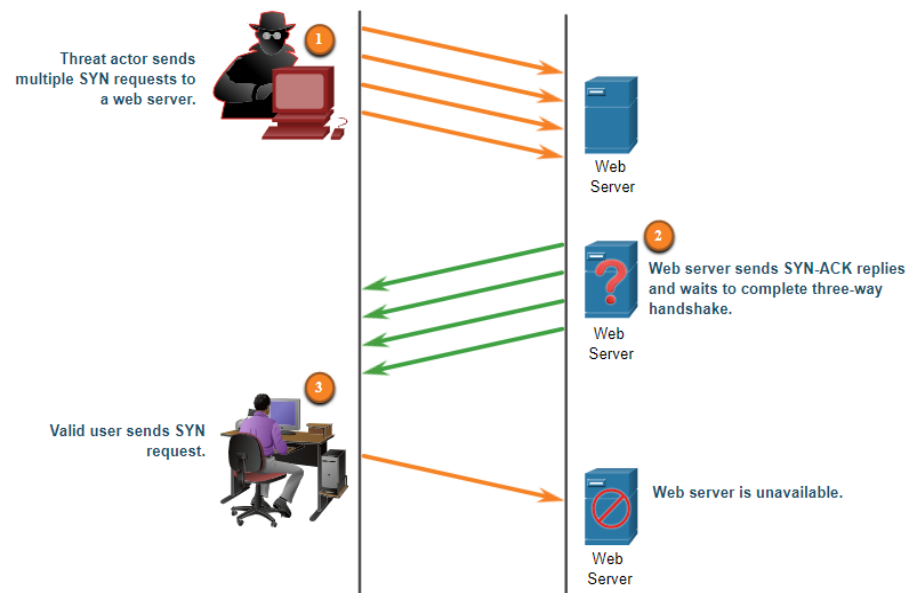 1
Threat actor sends
multiple SYN requests to
a web server.
Web
Server
2
Web server sends SYN-ACK replies
and waits to complete three-way
handshake.
Web
Server
3
Valid user sends SYN
request.
Web server is unavailable.
Web
Server